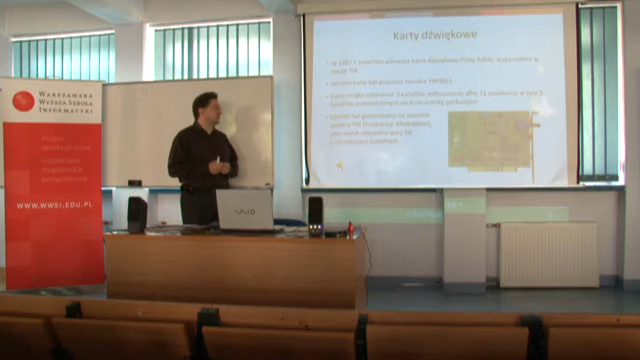 WARSZAWSKA
WYŻSZA SZKOŁA
INFORMATYKI
studia
WWW.WWSI.EDU.PL
VAIO
Karty dźwiękowe
W 1987 r powstała pierwsza karta dźwiękowa firmy Adlib, wyposażona w
złącze ISA.
Sercem karty był procesor Yamaha YM3812.
Karta mogła odtwarzać 9 kanałów jednocześnie albo 11 (podobno) w tym 5
kanałów przeznaczonych na instrumenty perkusyjne.
Dźwięk był generowany na zasadzie
syntezy FM (Frequency Modulation),
jako wynik mieszania pary fal
o określonych kształtach.